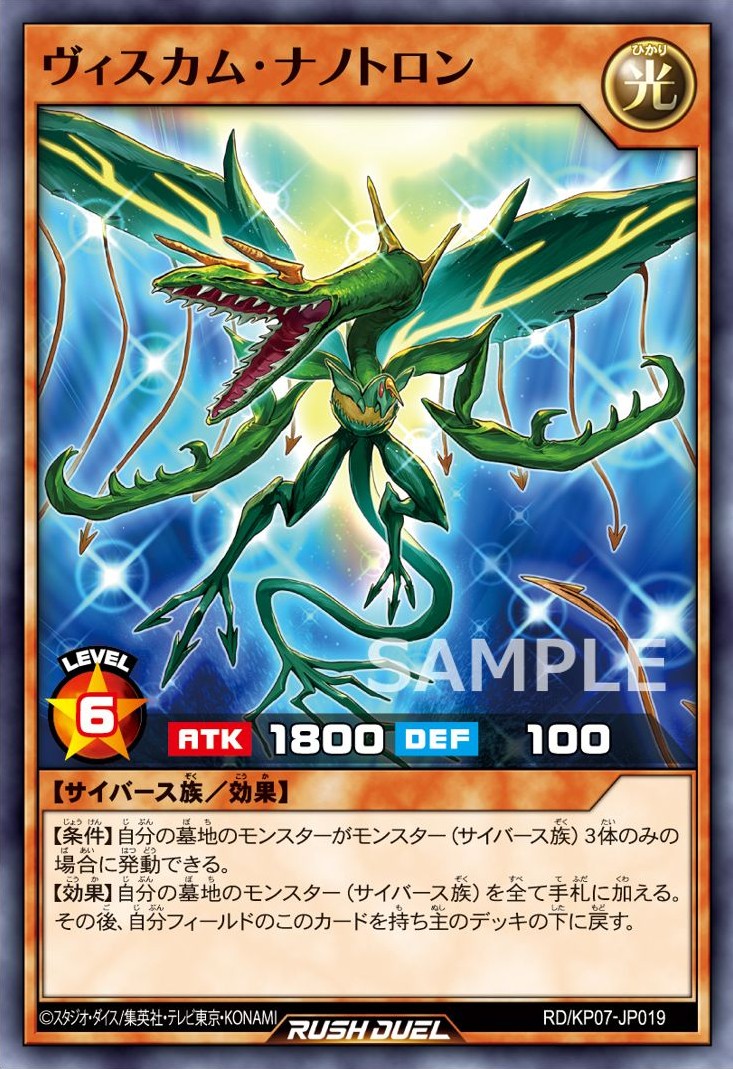 ヴィスカム・ナノトロン
ひかり
光
SAMPLE
LEVEL
6
ATK 1800 DEF 100
【サイバース族／効果】
【条件】自分の墓地のモンスターがモンスター（サイバース族）3体のみの
場合に発動できる。
【効果】自分の墓地のモンスター（サイバース族）を全て手札に加える。
その後、自分フィールドのこのカードを持ち主のデッキの下に戻す。
©スタジオ・ダイス/集英社・テレビ東京・KONAMI
RUSH DUEL
RD/KP07-JP019